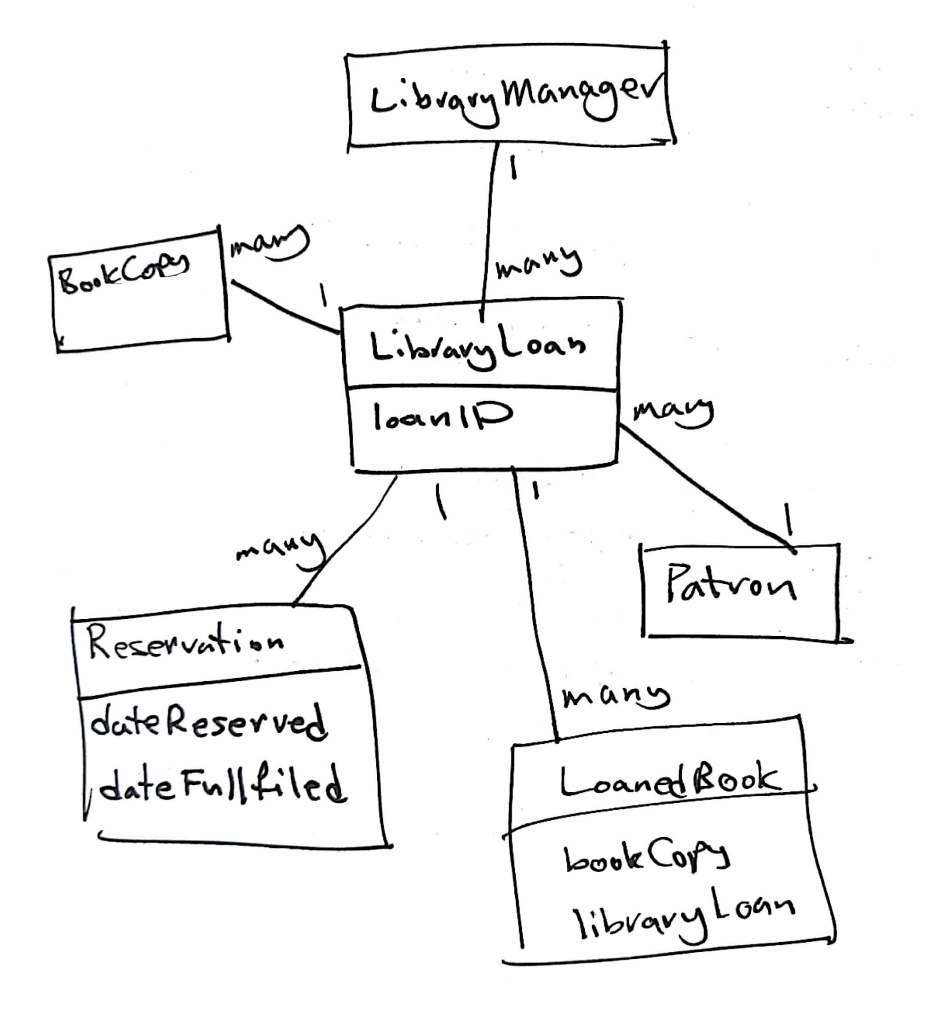 LibraryManager
1
many
BookCopy
many
1
LibraryLoan
loanID
many
1
Patron
1
many
Reservation
dateReserved
dateFullfiled
1
many
LoanedBook
bookCopy
libraryLoan